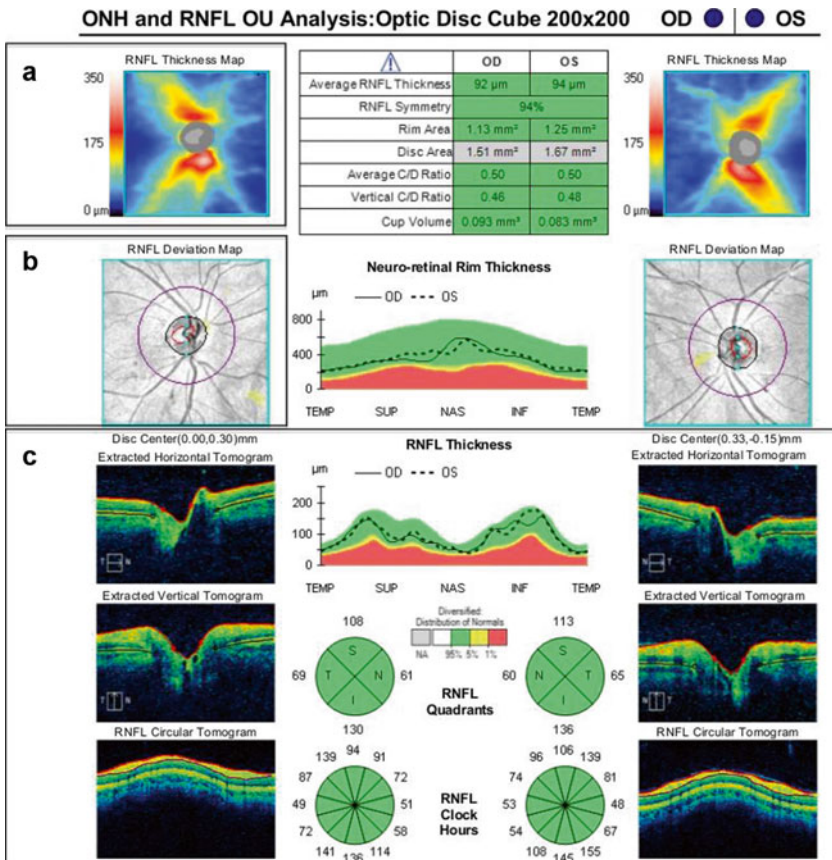 ONH and RNFL OU Analysis:Optic Disc Cube 200x200 OD OS
a
RNFL Thickness Map
350
175
0 µm
OD OS
Average RNFL Thickness 92 µm 94 µm
RNFL Symmetry 94%
Rim Area 1.13 mm² 1.25 mm²
Disc Area 1.51 mm² 1.67 mm²
Average C/D Ratio 0.50 0.50
Vertical C/D Ratio 0.46 0.48
Cup Volume 0.093 mm³ 0.083 mm³
RNFL Thickness Map
350
175
0 µm
b
RNFL Deviation Map
Neuro-retinal Rim Thickness
µm OD OS
800
400
0
TEMP SUP NAS INF TEMP
RNFL Deviation Map
c
Disc Center(0.00,0.30)mm
Extracted Horizontal Tomogram
T N
Extracted Vertical Tomogram
T N
RNFL Circular Tomogram
RNFL Thickness
µm OD OS
200
100
0
TEMP SUP NAS INF TEMP
Diversified:
Distribution of Normals
NA 95% 5% 1%
108
S
69 T N 61
I
130
RNFL
Quadrants
113
S
60 N T 65
I
136
94
139 91
87 72
49 51
72 58
141 114
136
RNFL
Clock
Hours
106
96 139
74 81
53 48
54 67
108 155
145
Disc Center(0.33,-0.15)mm
Extracted Horizontal Tomogram
N T
Extracted Vertical Tomogram
N T
RNFL Circular Tomogram